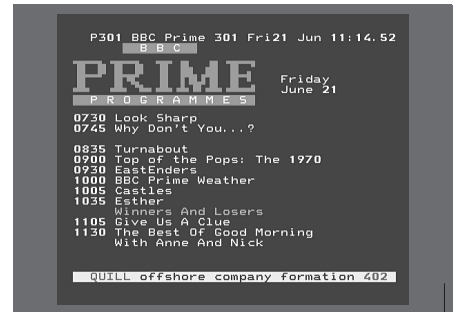 P301 BBC Prime 301 Fri21 Jun 11:14.52
BBC
PRIME
Friday
June 21
PROGRAMMES
0730 Look Sharp
0745 Why Don't You...?
0835 Turnabout
0900 Top of the Pops: The 1970
0930 EastEnders
1000 BBC Prime Weather
1005 Castles
1035 Esther
Winners And Losers
1105 Give Us A Clue
1130 The Best Of Good Morning
With Anne And Nick
QUILL offshore company formation 402